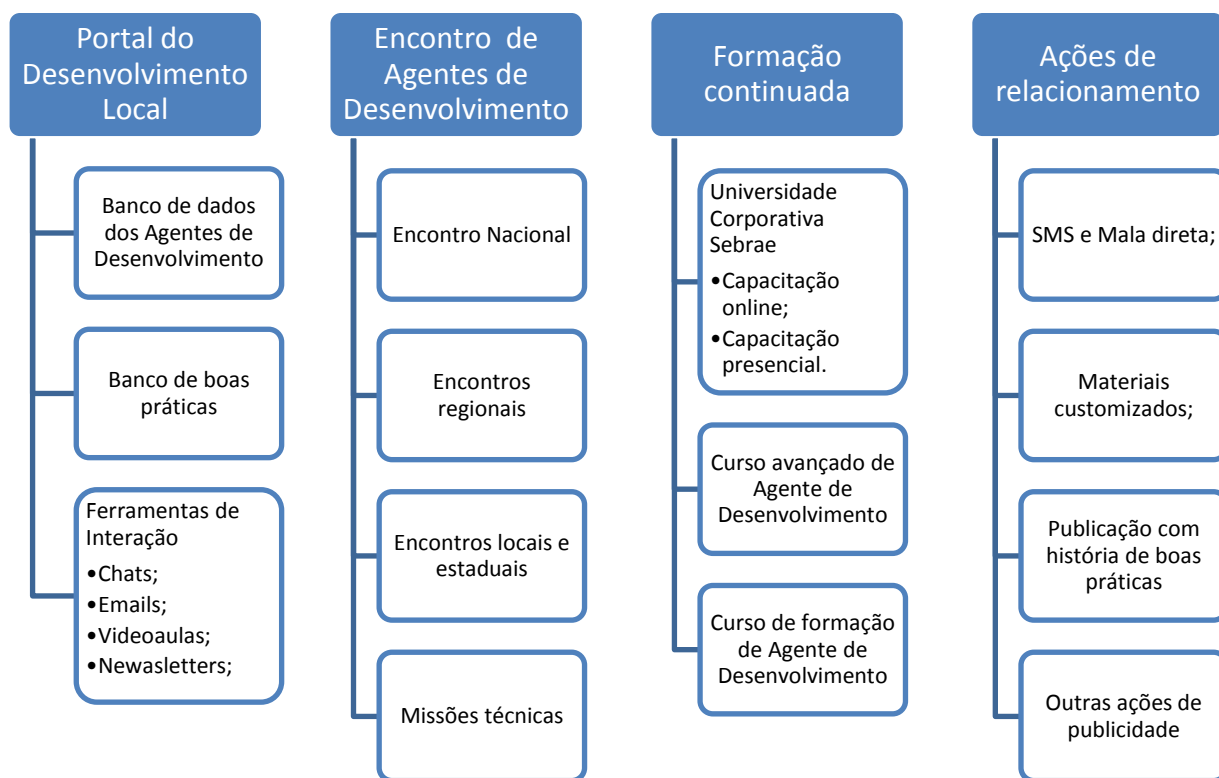 Portal do
Desenvolvimento
Local
Banco de dados
dos Agentes de
Desenvolvimento
Banco de boas
práticas
Ferramentas de
Interação
•Chats;
•Emails;
•Videoaulas;
•Newasletters;
Encontro de
Agentes de
Desenvolvimento
Encontro Nacional
Encontros
regionais
Encontros locais e
estaduais
Missões técnicas
Formação
continuada
Universidade
Corporativa
Sebrae
•Capacitação
online;
•Capacitação
presencial.
Curso avançado de
Agente de
Desenvolvimento
Curso de formação
de Agente de
Desenvolvimento
Ações de
relacionamento
SMS e Mala direta;
Materiais
customizados;
Publicação com
história de boas
práticas
Outras ações de
publicidade